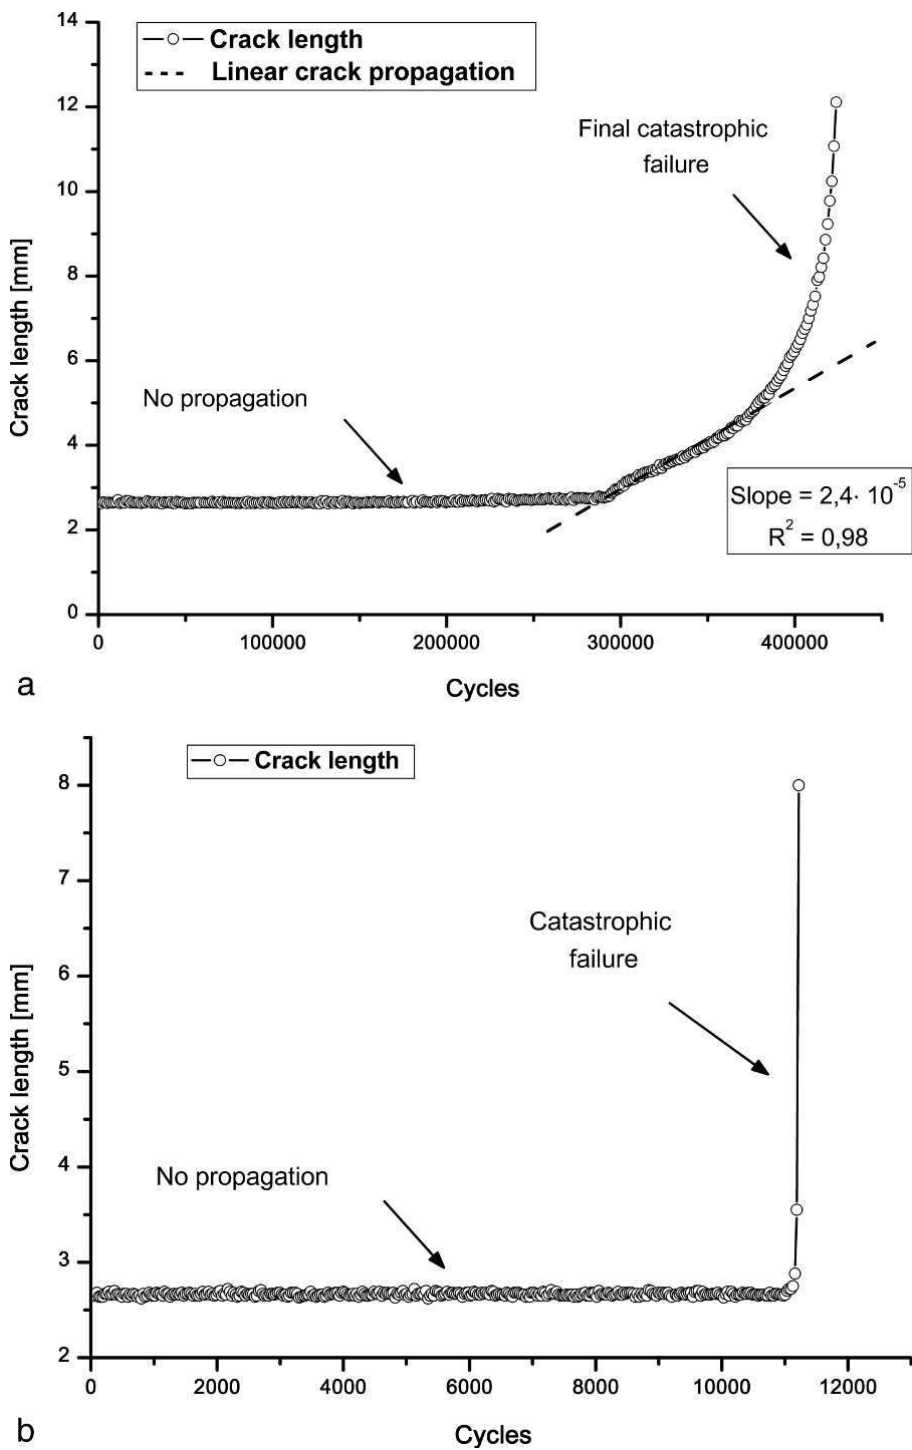 14
Crack length
Linear crack propagation
12
Final catastrophic
failure
10
8
Crack length [mm]
6
No propagation
4
Slope = 2,4· 10⁻⁵
R² = 0,98
2
0
0 100000 200000 300000 400000
a
Cycles
Crack length
8
7
Catastrophic
failure
6
Crack length [mm]
5
4
No propagation
3
2
0 2000 4000 6000 8000 10000 12000
b
Cycles